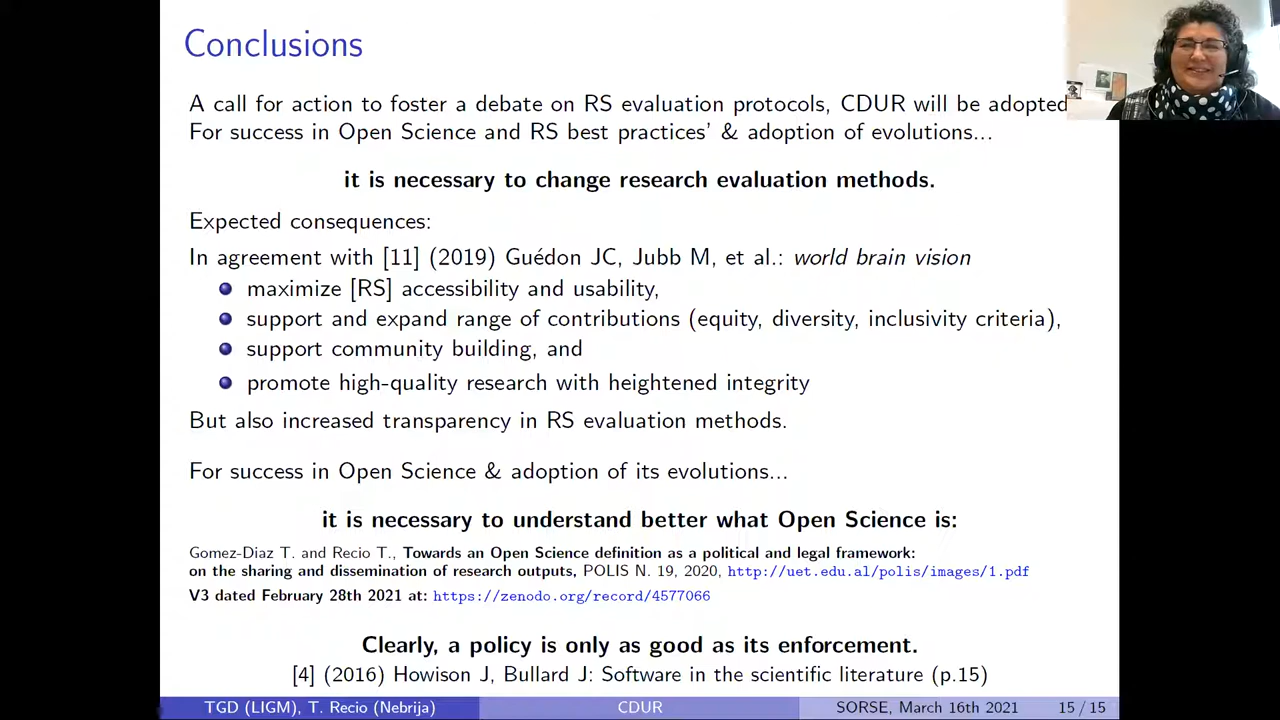 Conclusions
A call for action to foster a debate on RS evaluation protocols, CDUR will be adopted
For success in Open Science and RS best practices' & adoption of evolutions...
it is necessary to change research evaluation methods.
Expected consequences:
In agreement with [11] (2019) Guédon JC, Jubb M, et al.: world brain vision
maximize [RS] accessibility and usability,
support and expand range of contributions (equity, diversity, inclusivity criteria),
support community building, and
promote high-quality research with heightened integrity
But also increased transparency in RS evaluation methods.
For success in Open Science & adoption of its evolutions...
it is necessary to understand better what Open Science is:
Gomez-Diaz T. and Recio T., Towards an Open Science definition as a political and legal framework:
on the sharing and dissemination of research outputs, POLIS N. 19, 2020, http://uet.edu.al/polis/images/1.pdf
V3 dated February 28th 2021 at: https://zenodo.org/record/4577066
Clearly, a policy is only as good as its enforcement.
[4] (2016) Howison J, Bullard J: Software in the scientific literature (p.15)
TGD (LIGM), T. Recio (Nebrija) CDUR SORSE, March 16th 2021 15 / 15